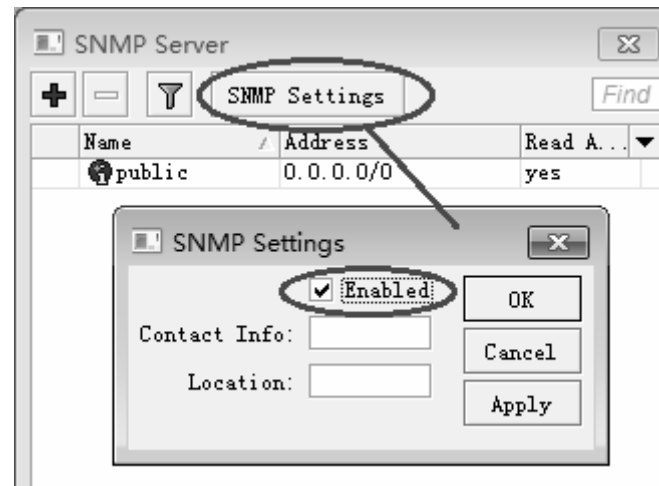 SNMP Server
SNMP Settings Find
Name Address Read A...
public 0.0.0.0/0 yes
SNMP Settings
Enabled
OK
Contact Info:
Cancel
Location:
Apply